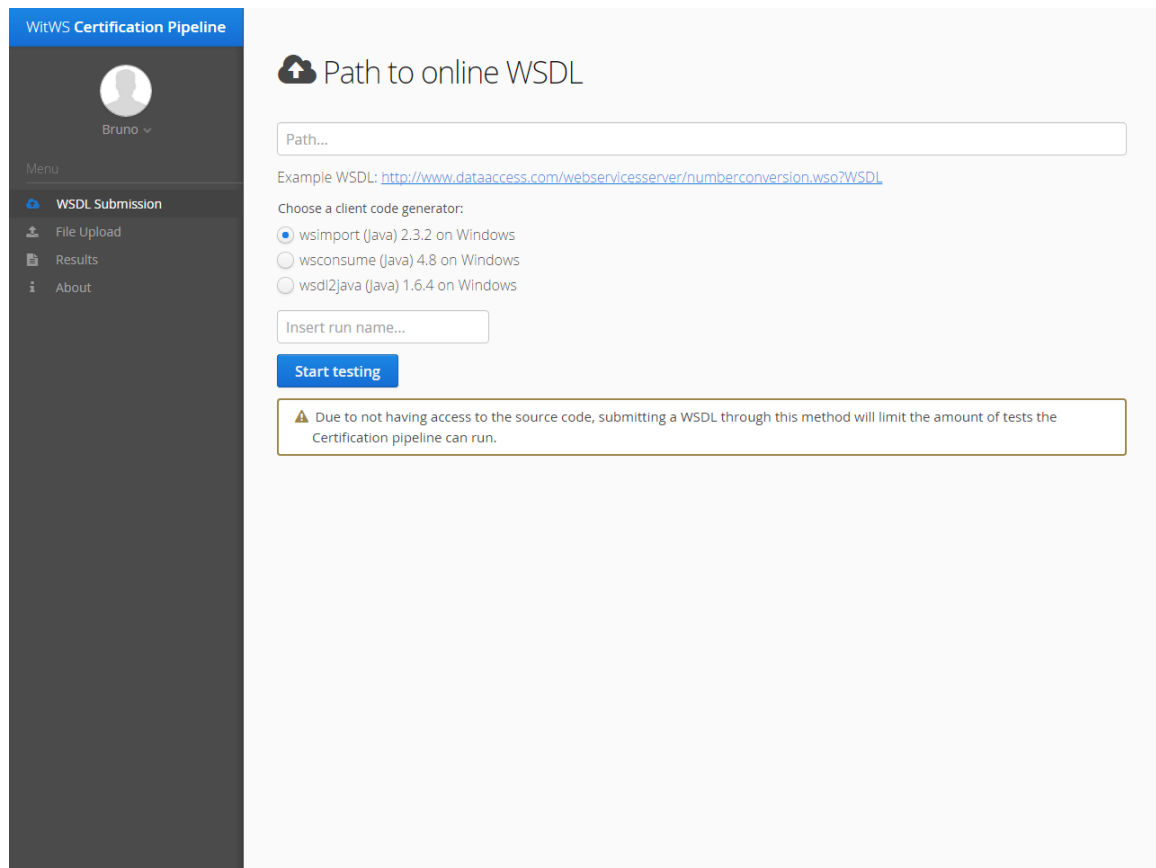 WitWS Certification Pipeline
Bruno
Menu
WSDL Submission
File Upload
Results
About
Path to online WSDL
Path...
Example WSDL: http://www.dataaccess.com/webservicesserver/numberconversion.wso?WSDL
Choose a client code generator:
wsimport (Java) 2.3.2 on Windows
wsconsume (Java) 4.8 on Windows
wsdl2java (Java) 1.6.4 on Windows
Insert run name...
Start testing
Due to not having access to the source code, submitting a WSDL through this method will limit the amount of tests the
Certification pipeline can run.